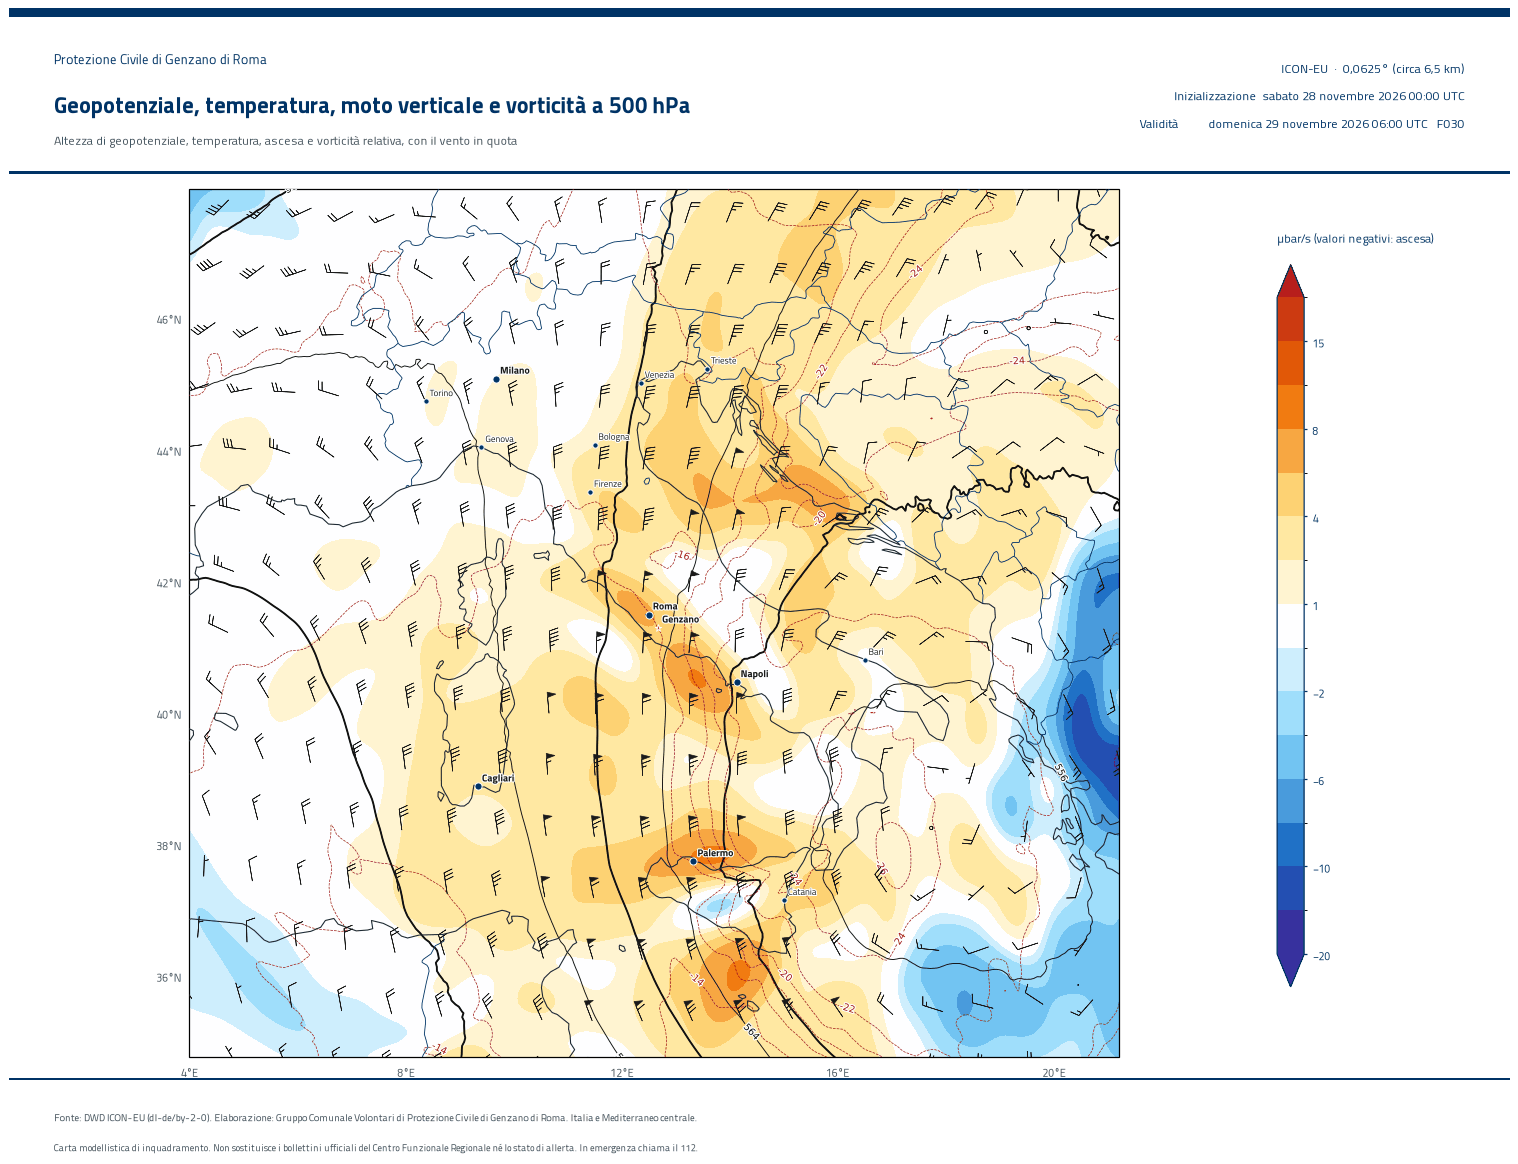 Protezione Civile di Genzano di Roma
Geopotenziale, temperatura, moto verticale e vorticità a 500 hPa
Altezza di geopotenziale, temperatura, ascesa e vorticità relativa, con il vento in quota
ICON-EU · 0,0625° (circa 6,5 km)
Inizializzazione sabato 28 novembre 2026 00:00 UTC
Validità domenica 29 novembre 2026 06:00 UTC F030
µbar/s (valori negativi: ascesa)
15
8
4
1
−2
−6
−10
−20
46°N
44°N
42°N
40°N
38°N
36°N
4°E
8°E
12°E
16°E
20°E
-24
-24
-22
-20
-16
Trieste
Venezia
Milano
Torino
Genova
Bologna
Firenze
Roma
Genzano
Bari
Napoli
Cagliari
556
Palermo
Catania
-24
-26
-24
-14
-20
-22
564
-14
Fonte: DWD ICON-EU (dl-de/by-2-0). Elaborazione: Gruppo Comunale Volontari di Protezione Civile di Genzano di Roma. Italia e Mediterraneo centrale.
Carta modellistica di inquadramento. Non sostituisce i bollettini ufficiali del Centro Funzionale Regionale né lo stato di allerta. In emergenza chiama il 112.